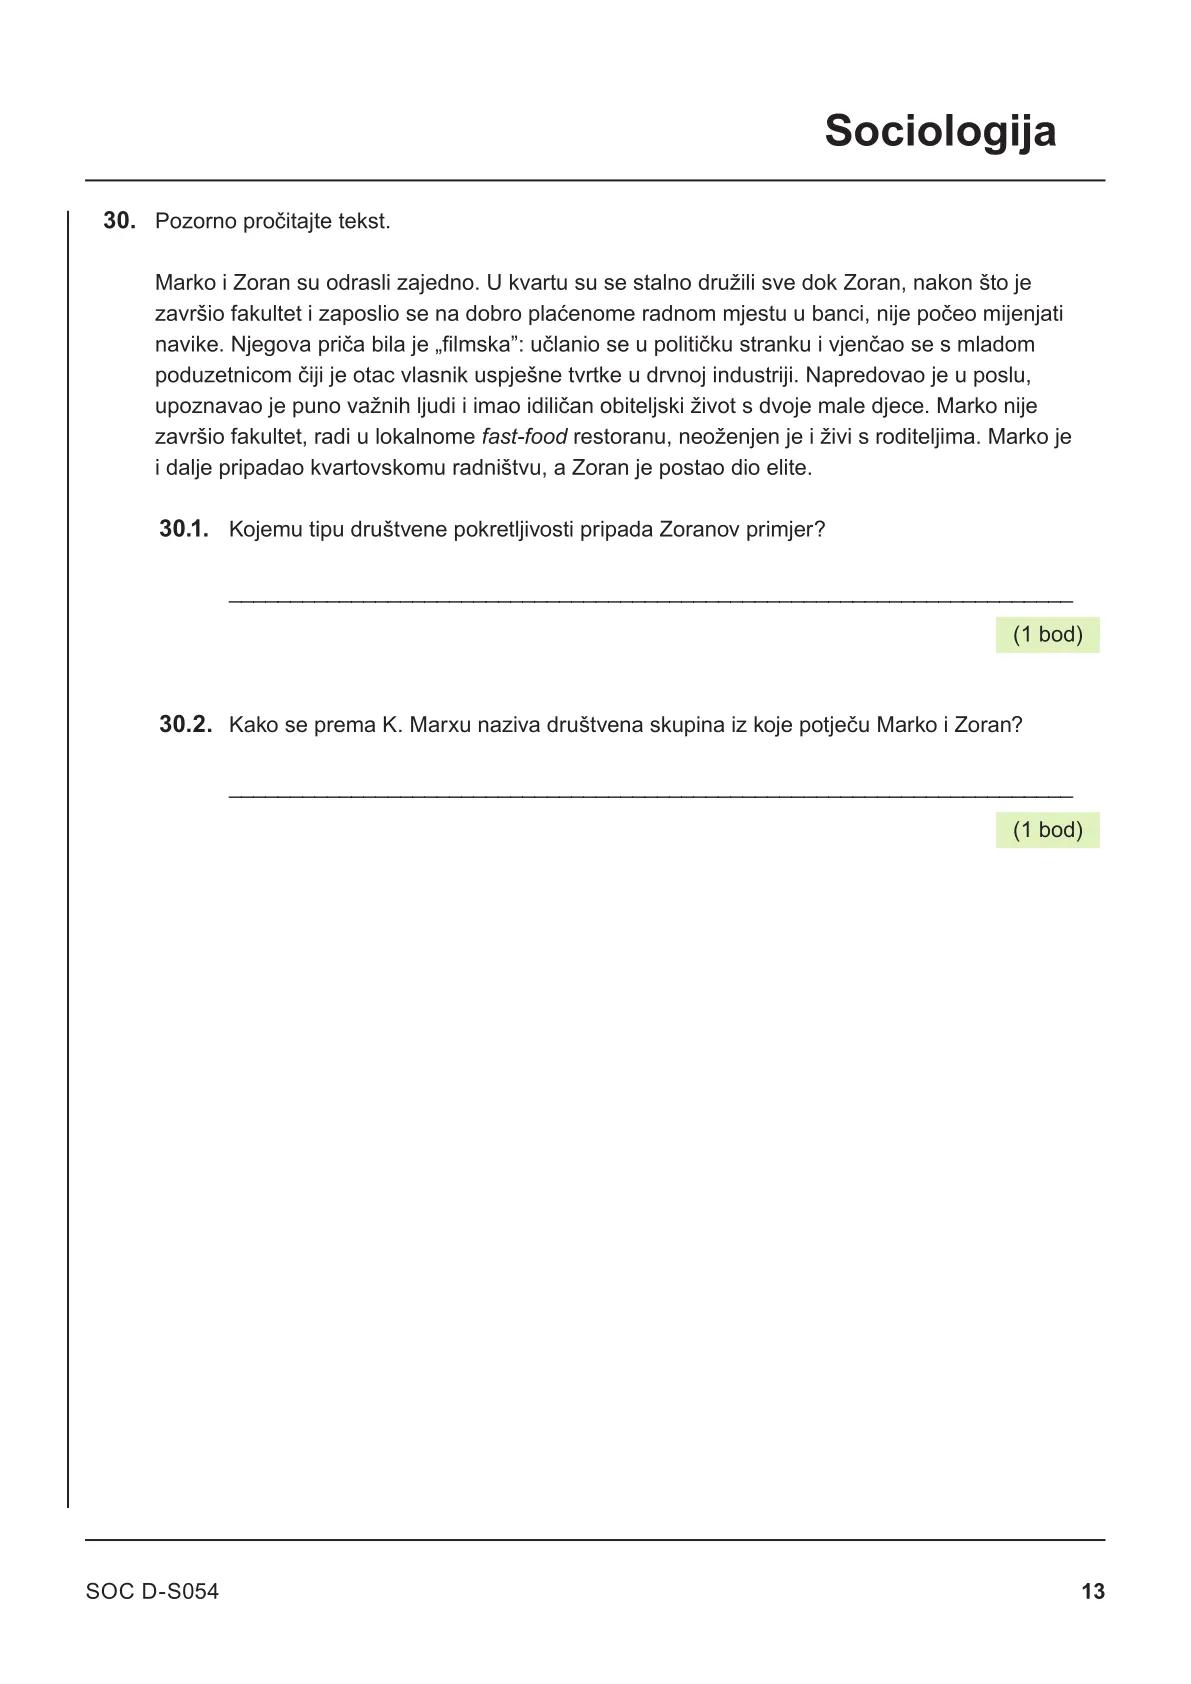 Sociologija
30. Pozorno pročitajte tekst.
Marko i Zoran su odrasli zajedno. U kvartu su se stalno družili sve dok Zoran, nakon što je
završio fakultet i zaposlio se na dobro plaćenome radnom mjestu u banci, nije počeo mijenjati
navike. Njegova priča bila je „filmska”: učlanio se u političku stranku i vjenčao se s mladom
poduzetnicom čiji je otac vlasnik uspješne tvrtke u drvnoj industriji. Napredovao je u poslu,
upoznavao je puno važnih ljudi i imao idiličan obiteljski život s dvoje male djece. Marko nije
završio fakultet, radi u lokalnome fast-food restoranu, neoženjen je i živi s roditeljima. Marko je
i dalje pripadao kvartovskomu radništvu, a Zoran je postao dio elite.
30.1. Kojemu tipu društvene pokretljivosti pripada Zoranov primjer?
(1 bod)
30.2. Kako se prema K. Marxu naziva društvena skupina iz koje potječu Marko i Zoran?
(1 bod)
SOC D-S054
13